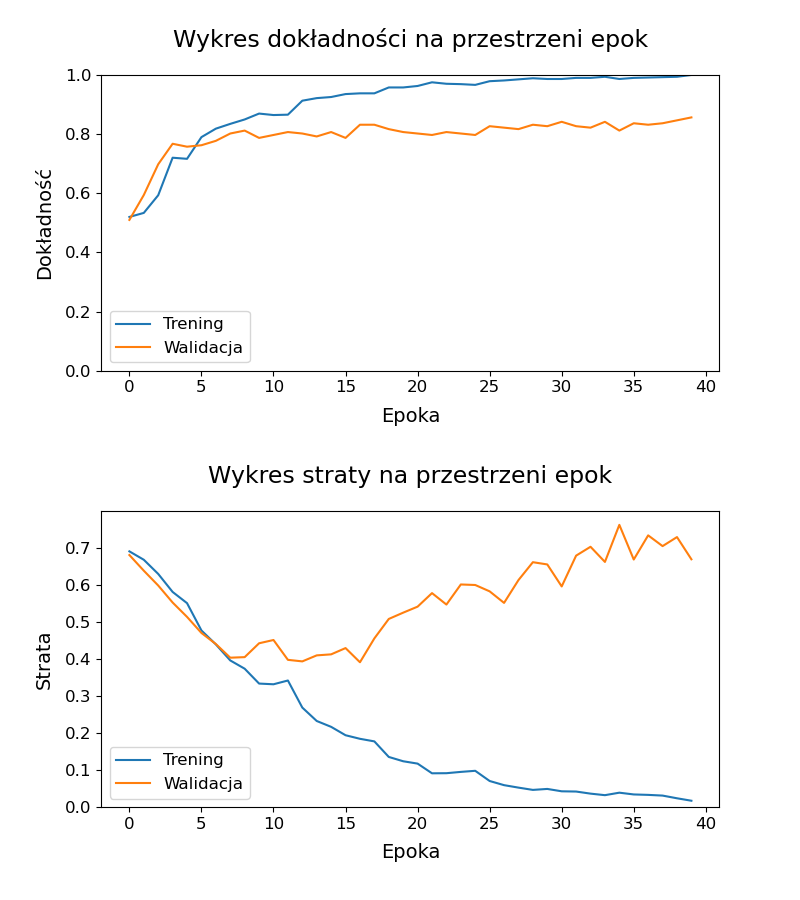 Wykres dokładności na przestrzeni epok
1.0
0.8
0.6
0.4
0.2
0.0
Dokładność
Trening
Walidacja
0 5 10 15 20 25 30 35 40
Epoka
Wykres straty na przestrzeni epok
0.7
0.6
0.5
0.4
0.3
0.2
0.1
0.0
Strata
Trening
Walidacja
0 5 10 15 20 25 30 35 40
Epoka